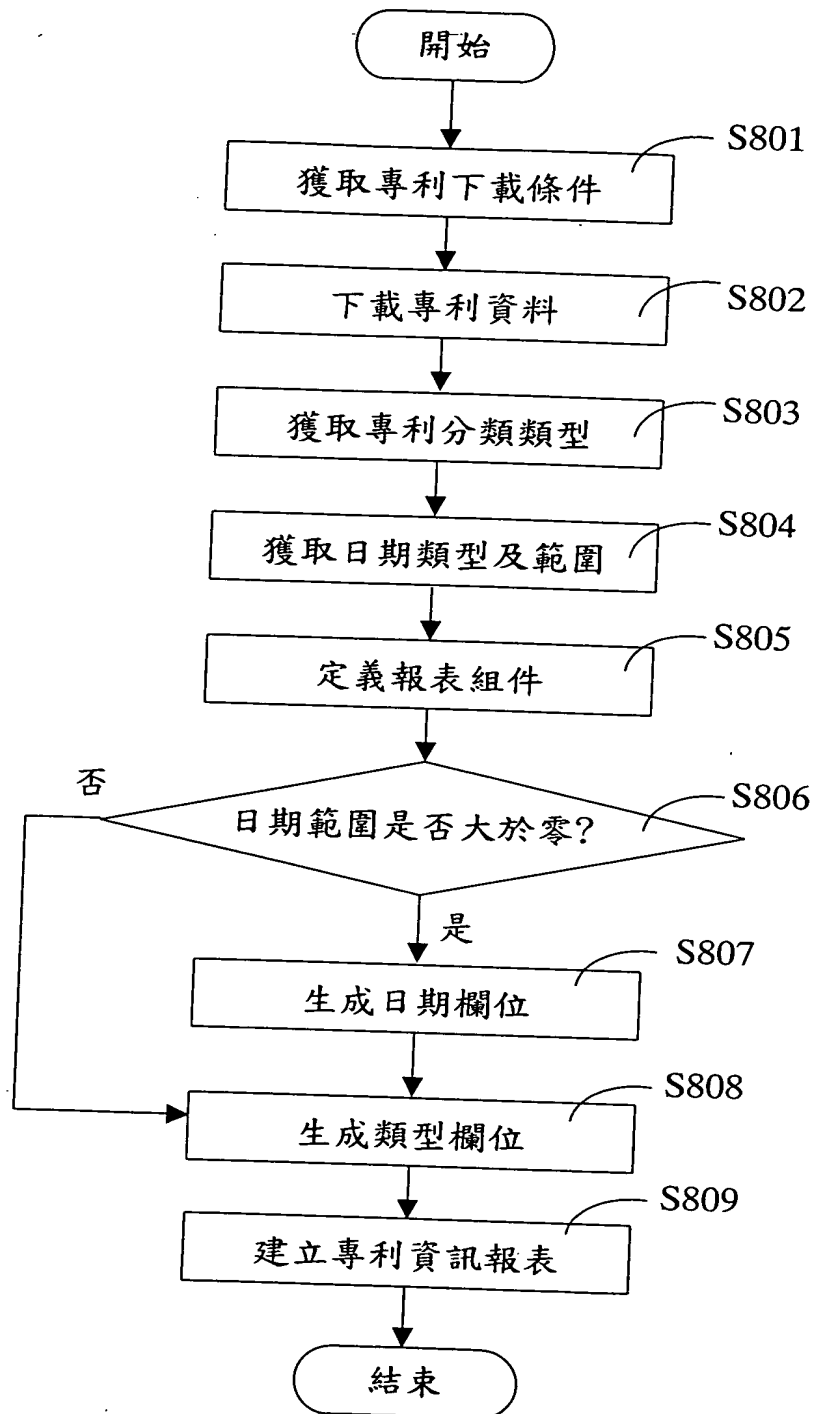 開始
S801
獲取專利下載條件
S802
下載專利資料
S803
獲取專利分類類型
S804
獲取日期類型及範圍
S805
定義報表組件
否
S806
日期範圍是否大於零?
是
S807
生成日期欄位
S808
生成類型欄位
S809
建立專利資訊報表
結束